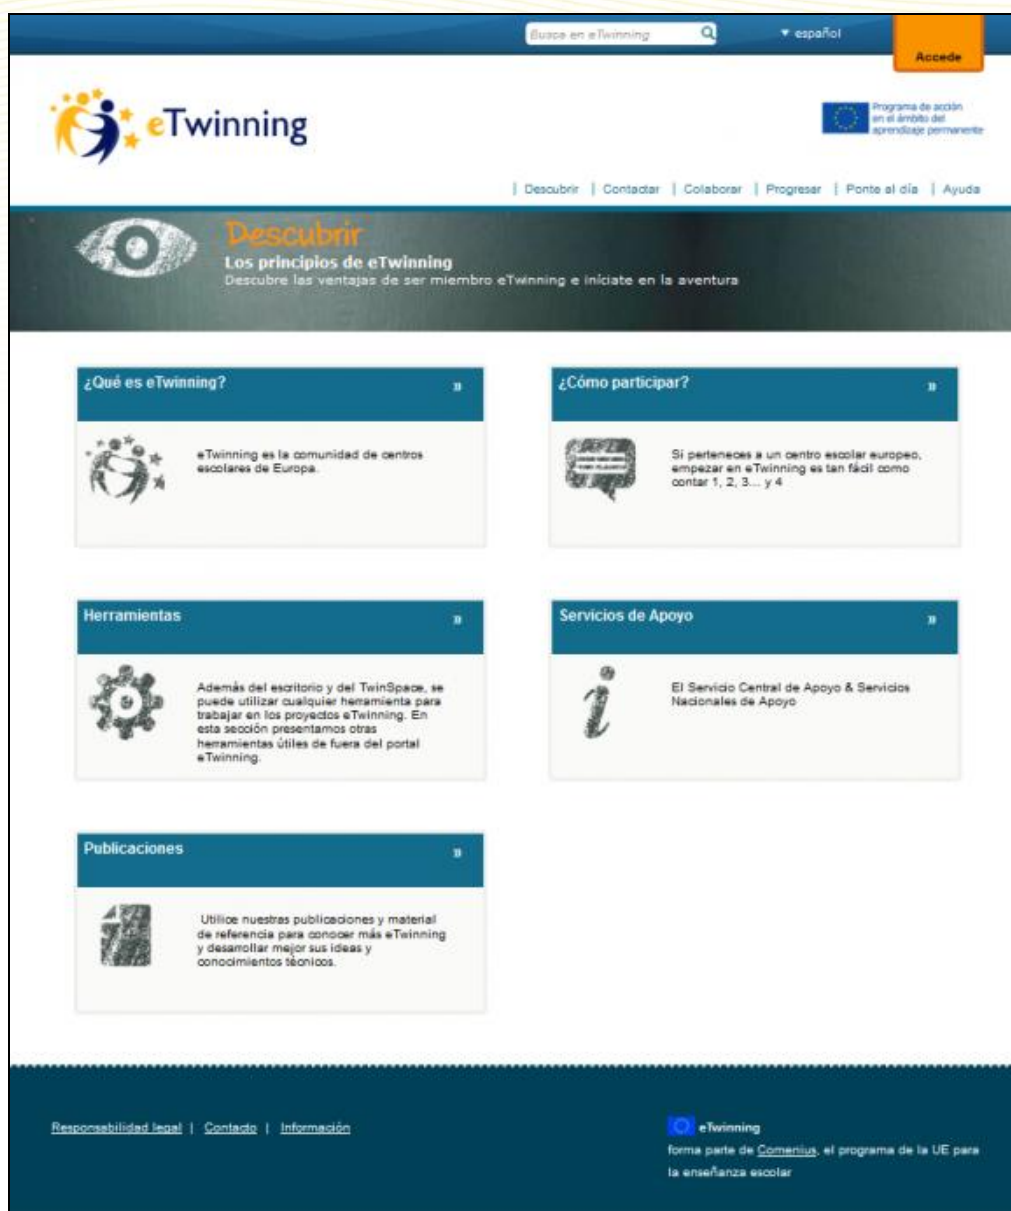 Busca en eTwinning
español
Accede
eTwinning
Programa de acción
en el ámbito del
aprendizaje permanente
| Descubrir | Contactar | Colaborar | Progresar | Ponte al día | Ayuda
Descubrir
Los principios de eTwinning
Descubre las ventajas de ser miembro eTwinning e iníciate en la aventura
¿Qué es eTwinning? »
eTwinning es la comunidad de centros
escolares de Europa.
¿Cómo participar? »
Si perteneces a un centro escolar europeo,
empezar en eTwinning es tan fácil como
contar 1, 2, 3... y 4
Herramientas »
Además del escritorio y del TwinSpace, se
puede utilizar cualquier herramienta para
trabajar en los proyectos eTwinning. En
esta sección presentamos otras
herramientas útiles de fuera del portal
eTwinning.
Servicios de Apoyo »
El Servicio Central de Apoyo & Servicios
Nacionales de Apoyo
Publicaciones »
Utilice nuestras publicaciones y material
de referencia para conocer más eTwinning
y desarrollar mejor sus ideas y
conocimientos técnicos.
Responsabilidad legal | Contacto | Información
eTwinning
forma parte de Comenius, el programa de la UE para
la enseñanza escolar